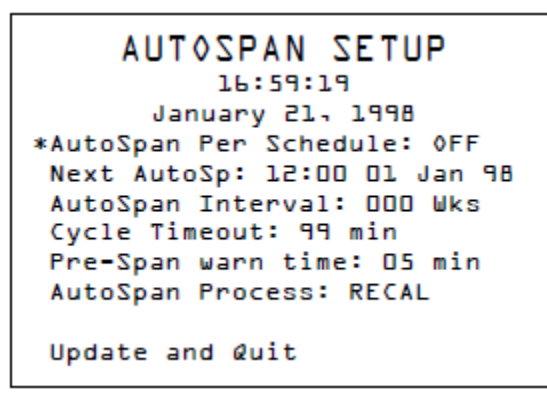 AUTOSPAN SETUP
16:59:19
January 21, 1998
*AutoSpan Per Schedule: OFF
Next AutoSp: 12:00 01 Jan 98
AutoSpan Interval: 000 Wks
Cycle Timeout: 99 min
Pre-Span warn time: 05 min
AutoSpan Process: RECAL
Update and Quit